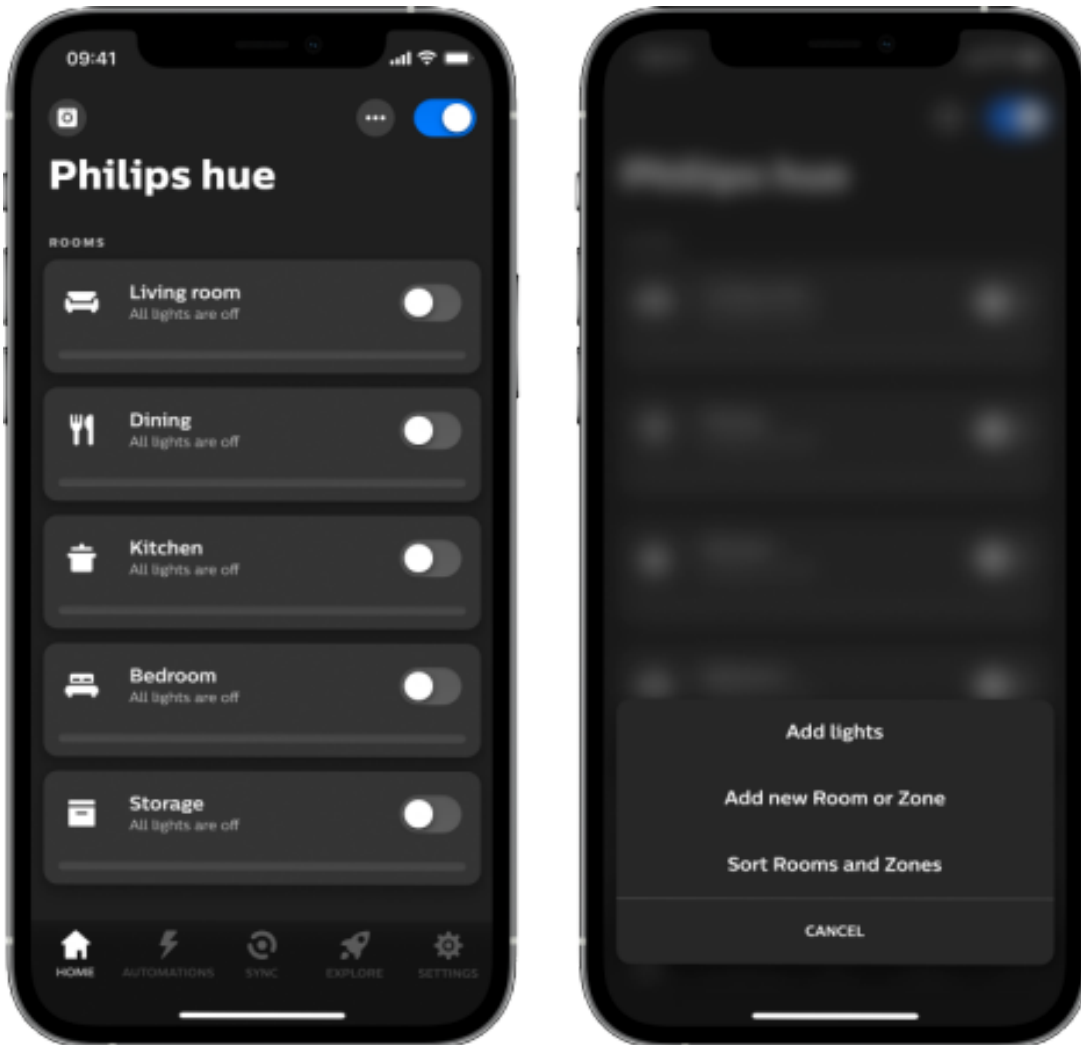 09:41
Philips hue
ROOMS
Living room
All lights are off
Dining
All lights are off
Kitchen
All lights are off
Bedroom
All lights are off
Storage
All lights are off
HOME
AUTOMATIONS
SYNC
EXPLORE
SETTINGS
Add lights
Add new Room or Zone
Sort Rooms and Zones
CANCEL